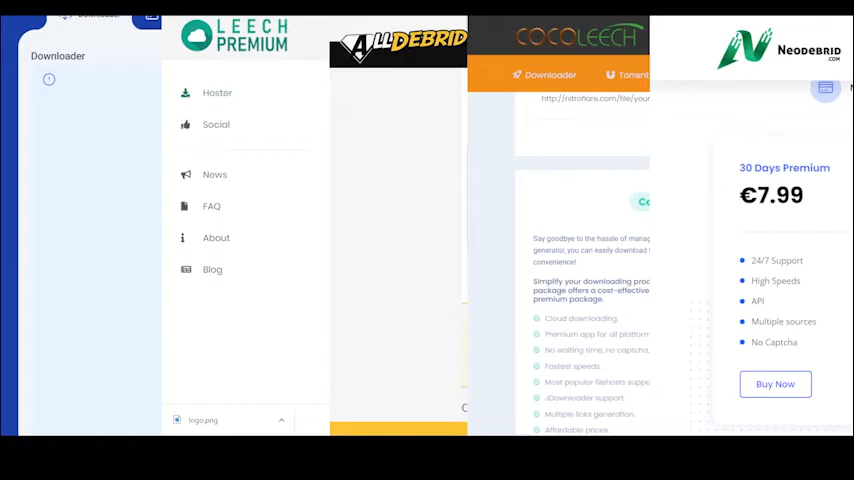 Downloader
Downloader
LEECH
PREMIUM
Hoster
Social
News
FAQ
About
Blog
logo.png
ALLDEBRID
COCOLEECH
Downloader
Torrent
http://nitroflare.com/file/your
Co
Say goodbye to the hassle of manag
generator, you can easily download
convenience!
Simplify your downloading proc
package offers a cost-effective
premium package.
Cloud downloading,
Premium app for all platform
No waiting time, no captcha,
Fastest speeds.
Most popular filehosts suppo
JDownloader support.
Multiple links generation.
Affordable prices.
NEODEBRID
.COM
30 Days Premium
€7.99
24/7 Support
High Speeds
API
Multiple sources
No Captcha
Buy Now